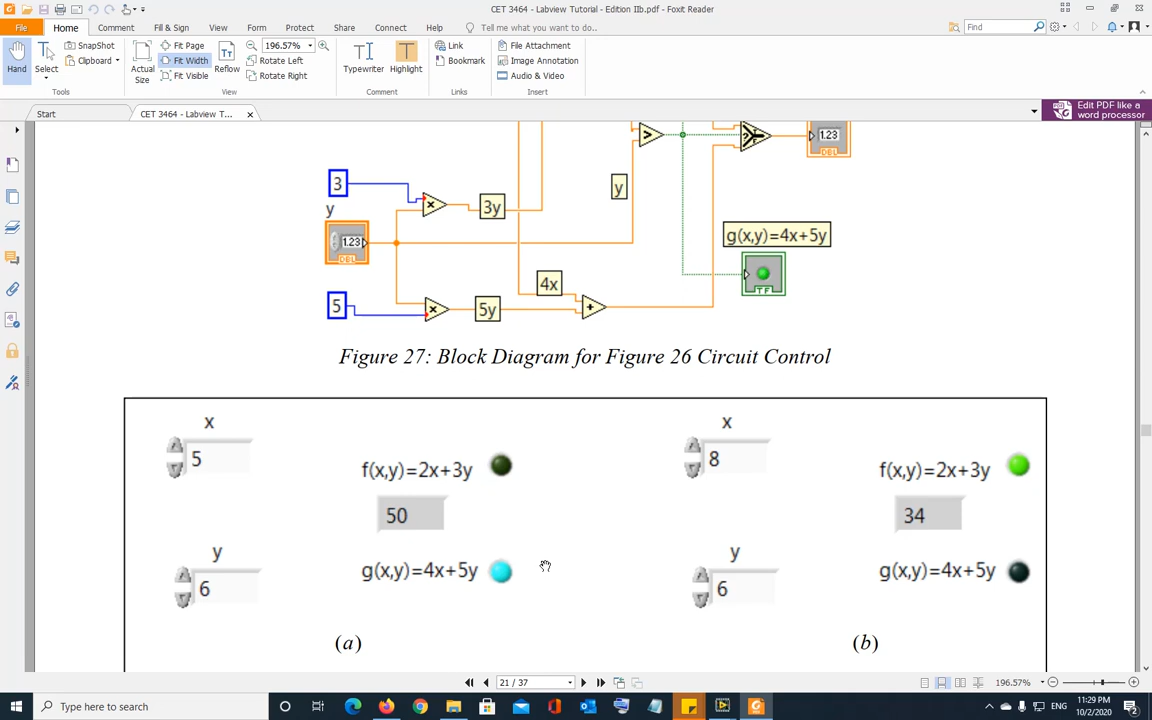 CET 3464 - Labview Tutorial - Edition IIb.pdf - Foxit Reader
File Home Comment Fill & Sign View Form Protect Share Connect Help Tell me what you want to do.. Find
Hand Select SnapShot Clipboard Actual Size Fit Page Fit Width Fit Visible Reflow 196.57% Rotate Left Rotate Right Typewriter Highlight Link Bookmark File Attachment Image Annotation Audio & Video
Tools View Comment Links Insert
Start CET 3464 - Labview T... Edit PDF like a word processor
> ? 1.23
DBL
3 y
y × 3y
1.23
DBL
g(x,y)=4x+5y
4x
TF
5 × 5y +
Figure 27: Block Diagram for Figure 26 Circuit Control
x x
5 f(x,y)=2x+3y 8 f(x,y)=2x+3y
50 34
y g(x,y)=4x+5y y g(x,y)=4x+5y
6 6
(a) (b)
21 / 37 196.57%
Type here to search ENG 11:29 PM
10/2/2020 2